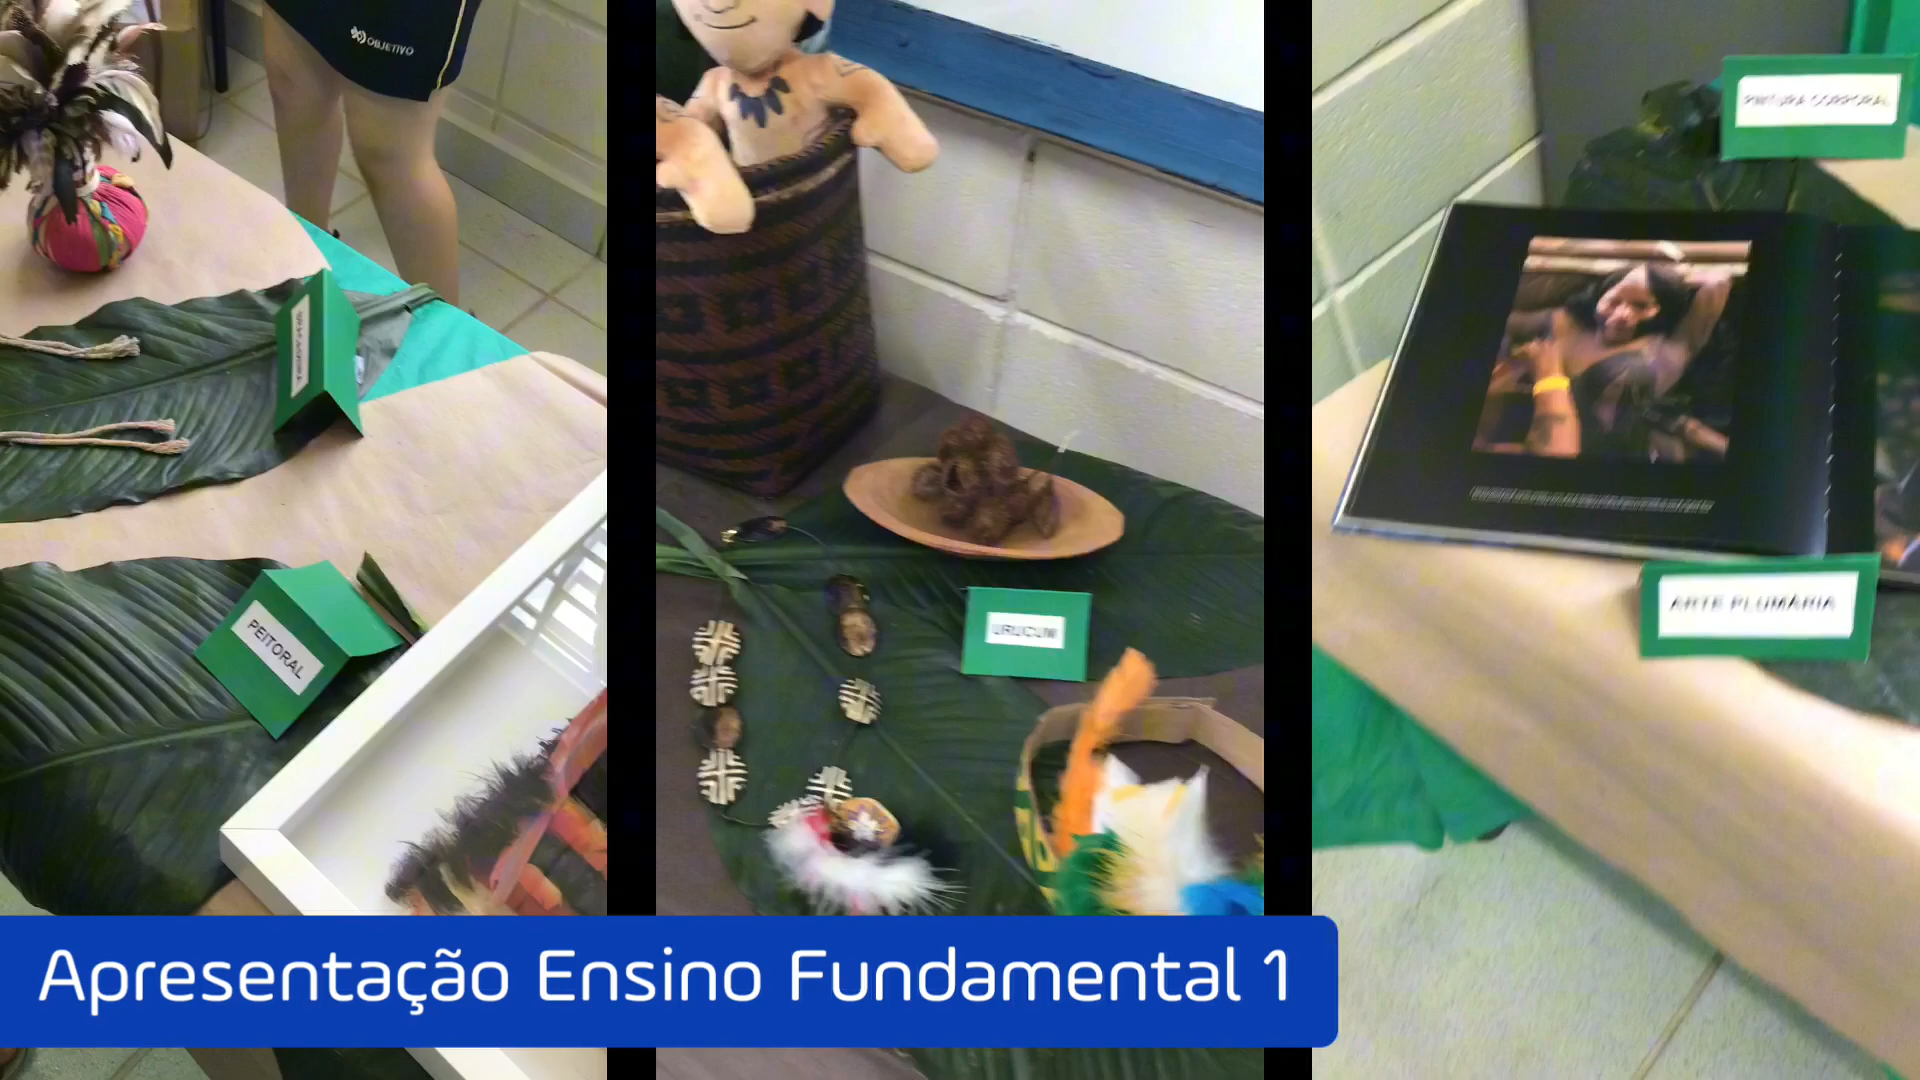 OBJETIVO
PEITORAL
URUCUM
PINTURA CORPORAL
ARTE PLUMÁRIA
Apresentação Ensino Fundamental 1